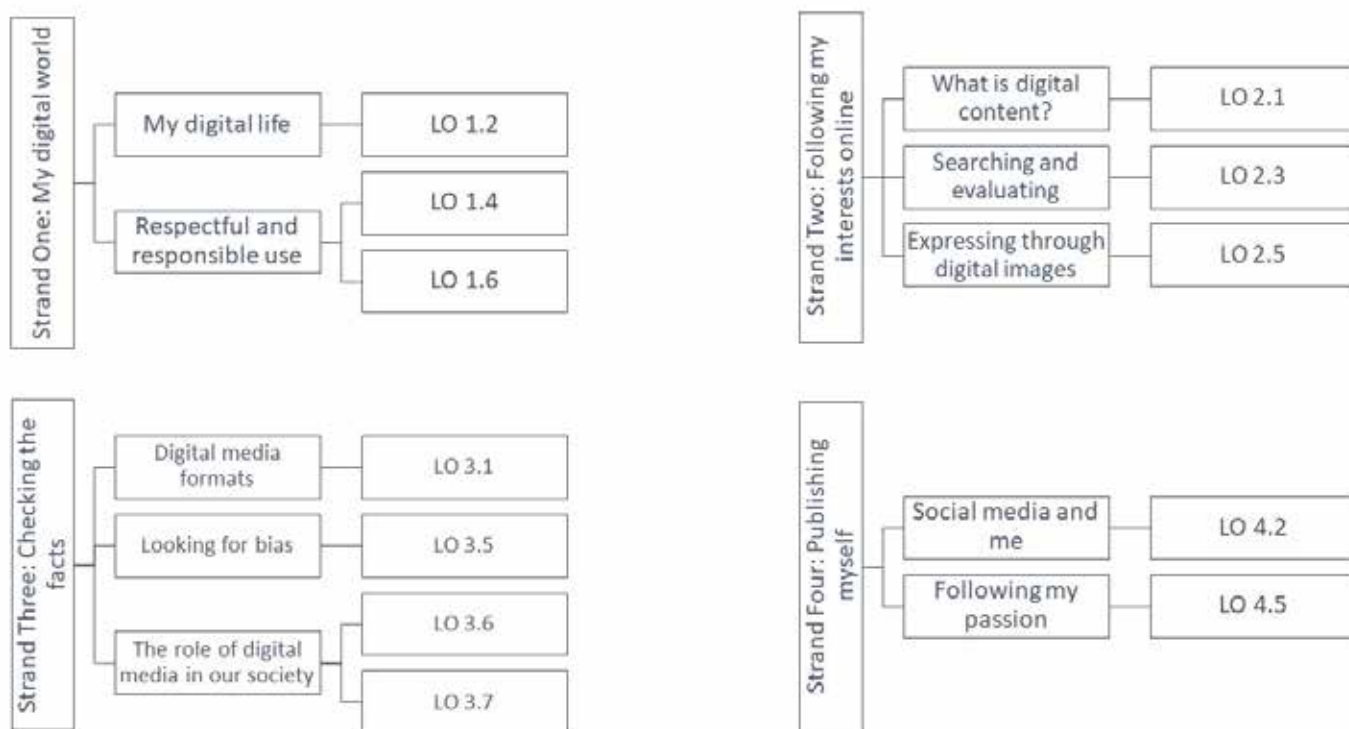 Strand One: My digital world
My digital life
LO 1.2
Respectful and
responsible use
LO 1.4
LO 1.6
Strand Two: Following my
interests online
What is digital
content?
LO 2.1
Searching and
evaluating
LO 2.3
Expressing through
digital images
LO 2.5
Strand Three: Checking the
facts
Digital media
formats
LO 3.1
Looking for bias
LO 3.5
The role of digital
media in our society
LO 3.6
LO 3.7
Strand Four: Publishing
myself
Social media and
me
LO 4.2
Following my
passion
LO 4.5